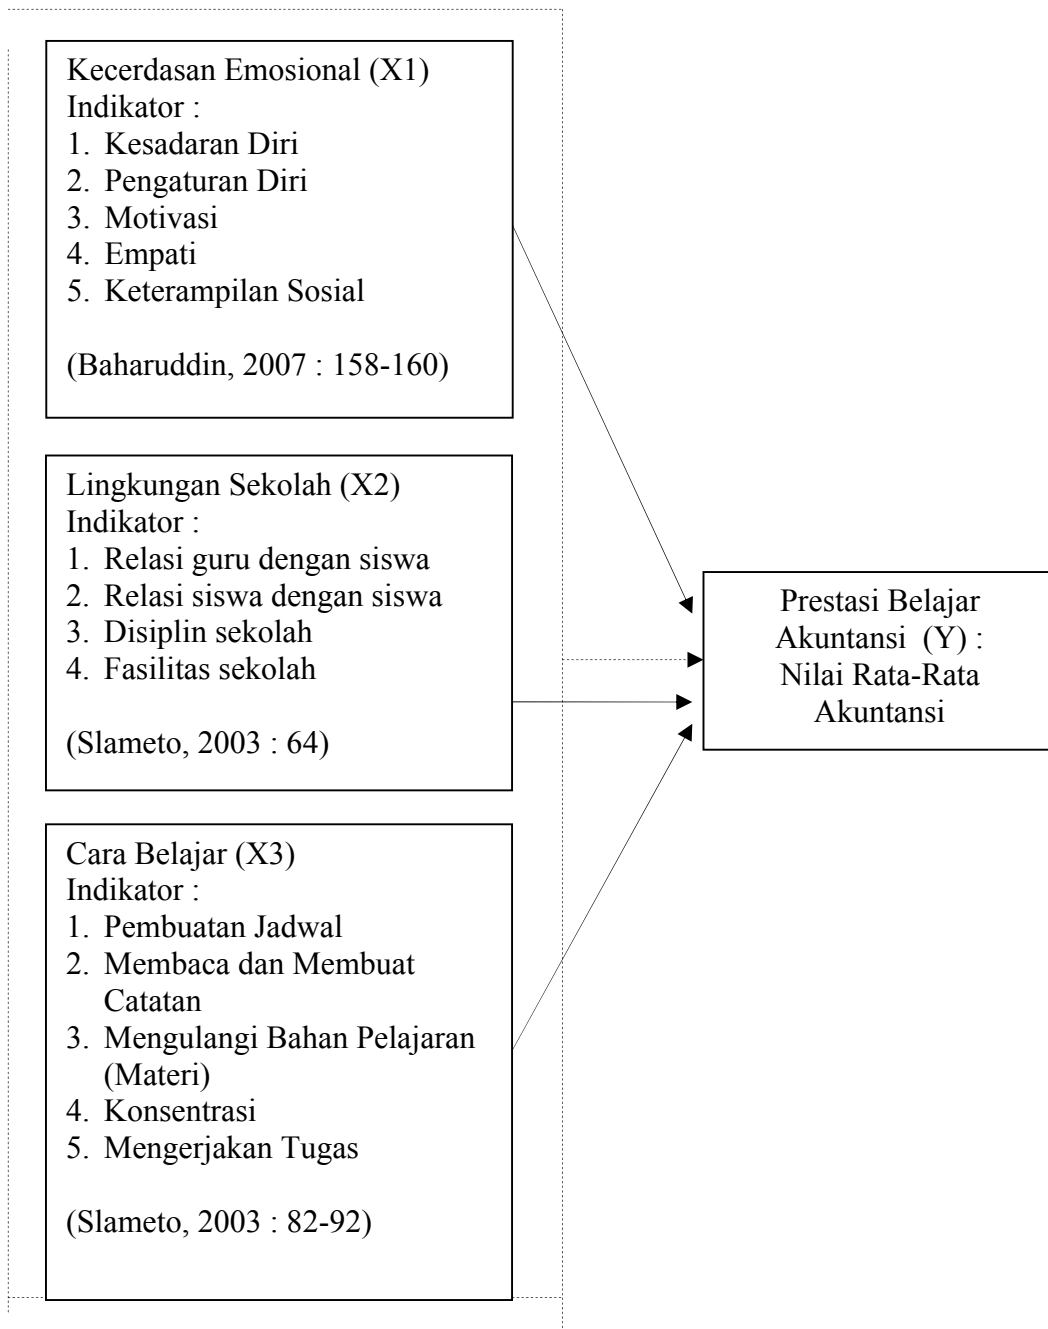 Kecerdasan Emosional (X1)
Indikator :
1. Kesadaran Diri
2. Pengaturan Diri
3. Motivasi
4. Empati
5. Keterampilan Sosial
(Baharuddin, 2007 : 158-160)
Lingkungan Sekolah (X2)
Indikator :
1. Relasi guru dengan siswa
2. Relasi siswa dengan siswa
3. Disiplin sekolah
4. Fasilitas sekolah
(Slameto, 2003 : 64)
Cara Belajar (X3)
Indikator :
1. Pembuatan Jadwal
2. Membaca dan Membuat
Catatan
3. Mengulangi Bahan Pelajaran
(Materi)
4. Konsentrasi
5. Mengerjakan Tugas
(Slameto, 2003 : 82-92)
Prestasi Belajar
Akuntansi (Y) :
Nilai Rata-Rata
Akuntansi